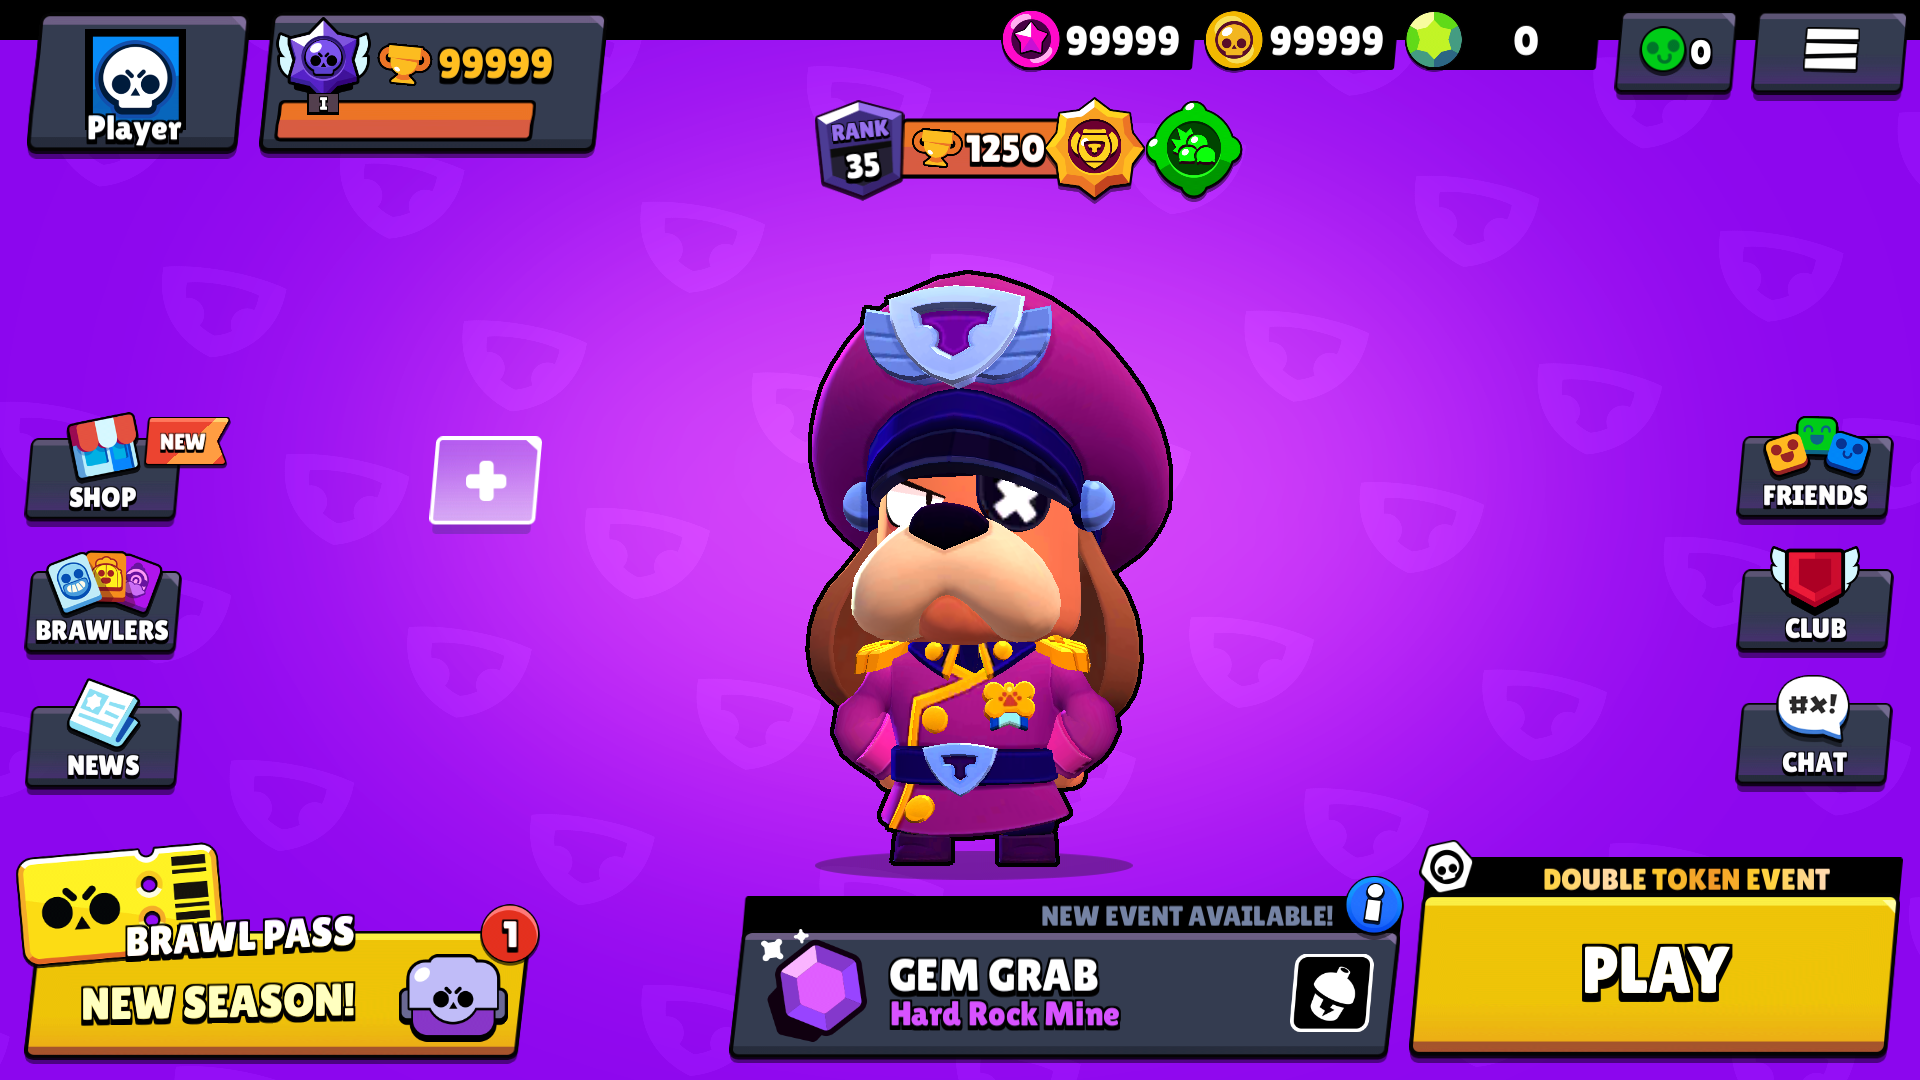 Player
I
99999
99999
99999
0
0
RANK
35
1250
SHOP
NEW
BRAWLERS
NEWS
FRIENDS
CLUB
#×!
CHAT
BRAWL PASS
1
NEW SEASON!
NEW EVENT AVAILABLE!
i
GEM GRAB
Hard Rock Mine
DOUBLE TOKEN EVENT
PLAY